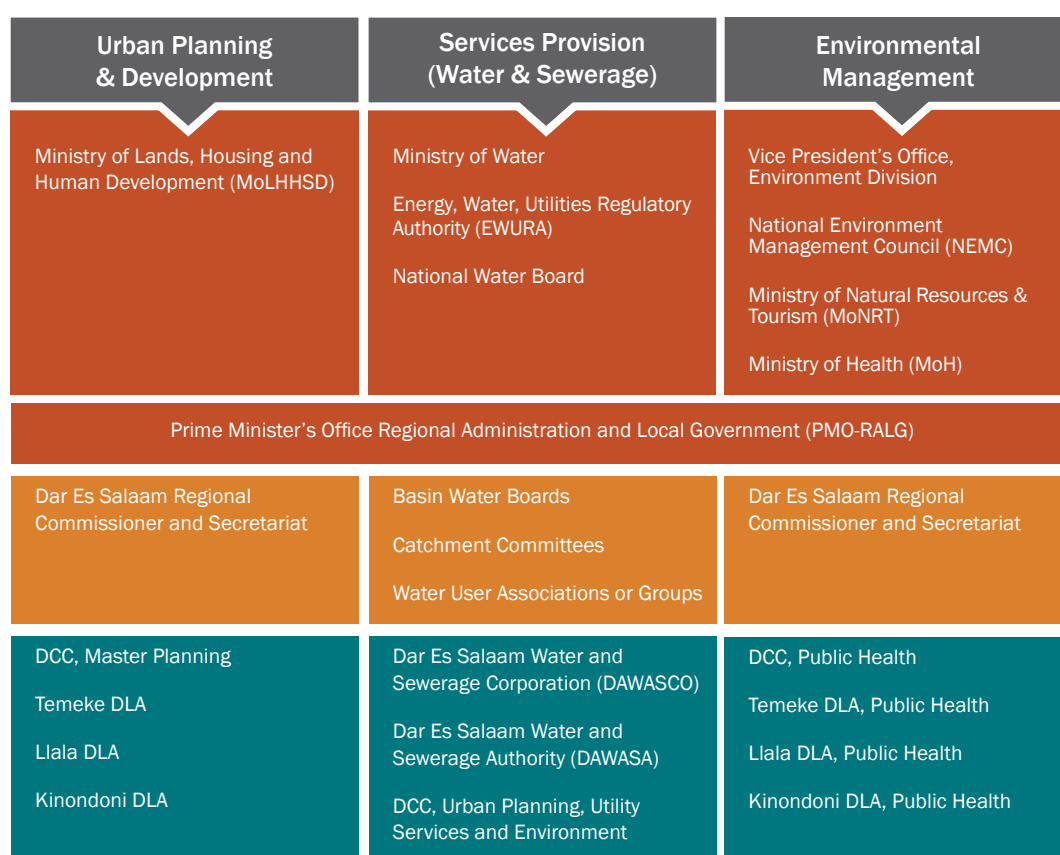 Urban Planning
& Development
Services Provision
(Water & Sewerage)
Environmental
Management
Ministry of Lands, Housing and
Human Development (MoLHHSD)
Ministry of Water
Energy, Water, Utilities Regulatory
Authority (EWURA)
National Water Board
Vice President's Office,
Environment Division
National Environment
Management Council (NEMC)
Ministry of Natural Resources &
Tourism (MoNRT)
Ministry of Health (MoH)
Prime Minister's Office Regional Administration and Local Government (PMO-RALG)
Dar Es Salaam Regional
Commissioner and Secretariat
Basin Water Boards
Catchment Committees
Water User Associations or Groups
Dar Es Salaam Regional
Commissioner and Secretariat
DCC, Master Planning
Temeke DLA
Llala DLA
Kinondoni DLA
Dar Es Salaam Water and
Sewerage Corporation (DAWASCO)
Dar Es Salaam Water and
Sewerage Authority (DAWASA)
DCC, Urban Planning, Utility
Services and Environment
DCC, Public Health
Temeke DLA, Public Health
Llala DLA, Public Health
Kinondoni DLA, Public Health